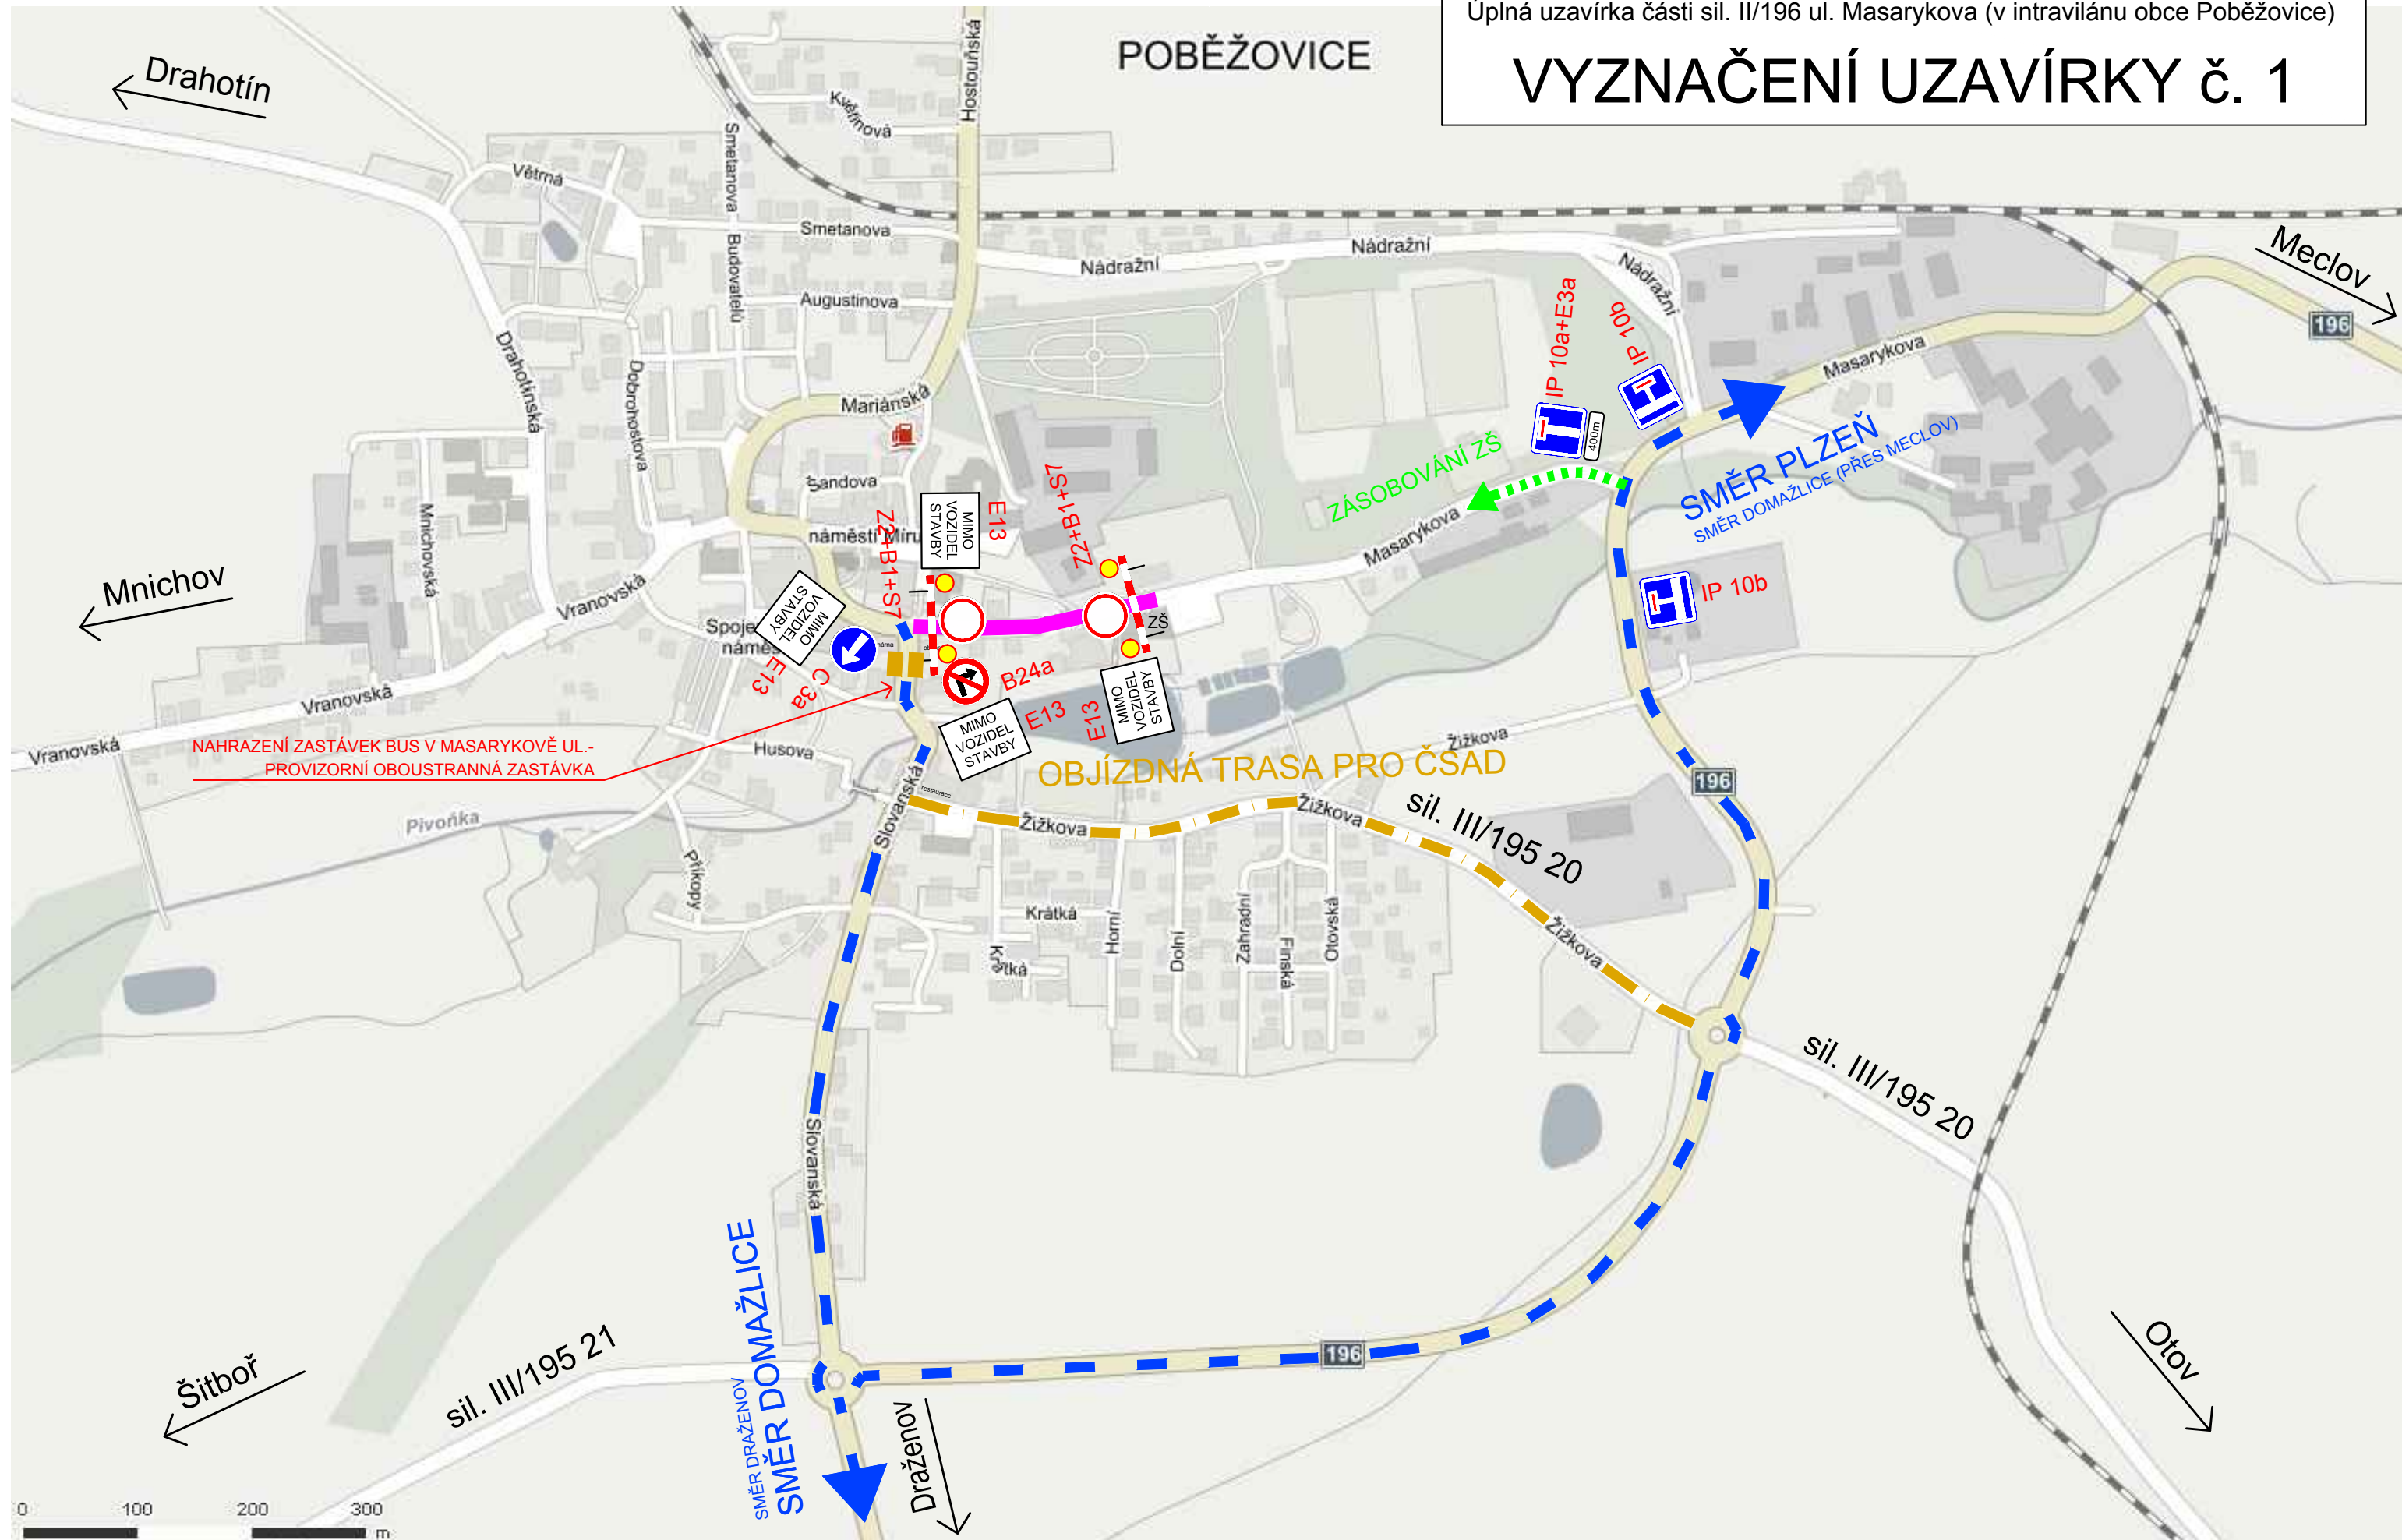 Úplná uzavírka části sil. II/196 ul. Masarykova (v intravilánu obce Poběžovice)
VYZNAČENÍ UZAVÍRKY č. 1
POBĚŽOVICE
Drahotín
Hostouňská
Květinová
Větrná
Smetanova
Smetanova
Budovatelů
Nádražní
Nádražní
Nádražní
Meclov
196
Augustinova
Drahotínská
Dobrohostova
Mariánská
Masarykova
IP 10a+E3a
400m
IP 10b
SMĚR PLZEŇ
SMĚR DOMAŽLICE (PŘES MECLOV)
ZÁSOBOVÁNÍ ZŠ
Masarykova
Šandova
náměstí Míru
Mnichovská
Mnichov
Vranovská
Z2+B1+S7
MIMO
VOZIDEL
STAVBY
E13
Z2+B1+S7
IP 10b
MIMO
VOZIDEL
STAVBY
E13
C 3a
Spoje
náměs
ZŠ
B24a
MIMO
VOZIDEL
STAVBY
E13
MIMO
VOZIDEL
STAVBY
E13
Vranovská
Vranovská
NAHRAZENÍ ZASTÁVEK BUS V MASARYKOVĚ UL.-
PROVIZORNÍ OBOUSTRANNÁ ZASTÁVKA
Husova
Žižkova
OBJÍZDNÁ TRASA PRO ČSAD
196
restaurace
Slovanská
Pivoňka
Žižkova
Žižkova
sil. III/195 20
Příkopy
Krátká
Krátká
Horní
Dolní
Zahradní
Finská
Otovská
Žižkova
sil. III/195 20
Slovanská
SMĚR DRAŽENOV
SMĚR DOMAŽLICE
196
Šitboř
sil. III/195 21
Draženov
Otov
0 100 200 300
m